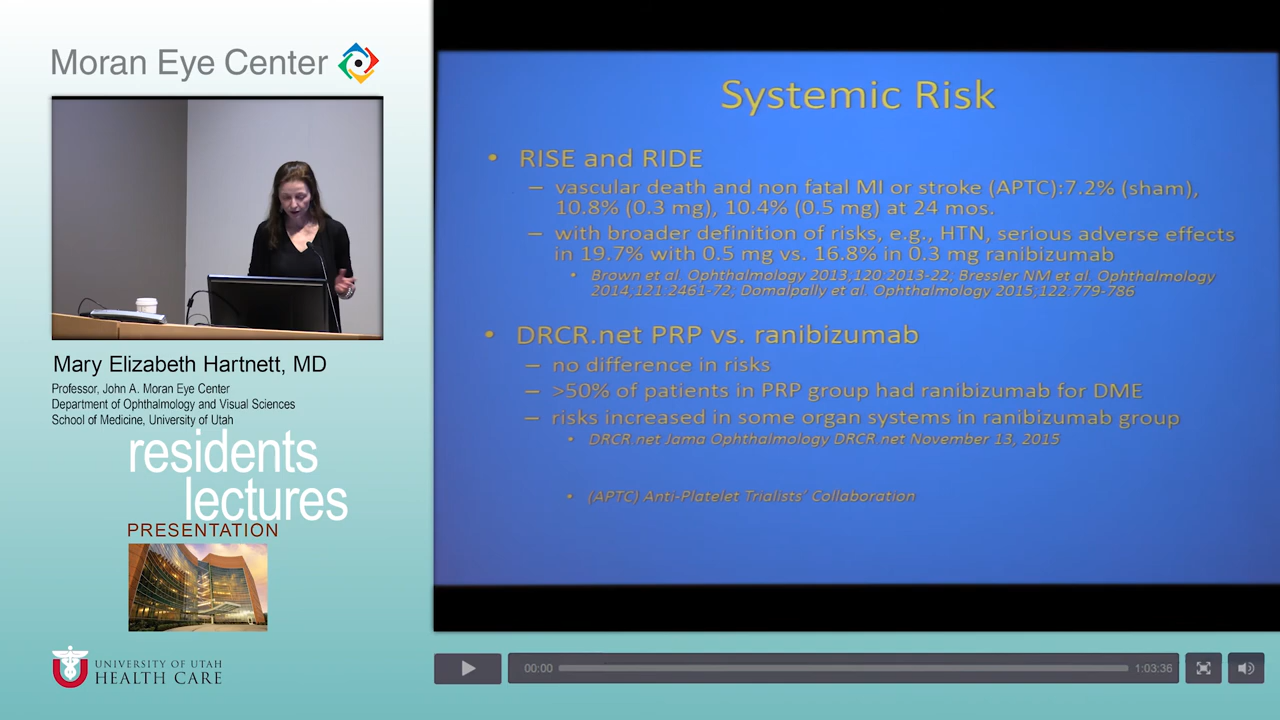 Moran Eye Center
Mary Elizabeth Hartnett, MD
Professor, John A. Moran Eye Center
Department of Ophthalmology and Visual Sciences
School of Medicine, University of Utah
residents
lectures
PRESENTATION
UNIVERSITY OF UTAH
HEALTH CARE
Systemic Risk
• RISE and RIDE
– vascular death and non fatal MI or stroke (APTC):7.2% (sham),
10.8% (0.3 mg), 10.4% (0.5 mg) at 24 mos.
– with broader definition of risks, e.g., HTN, serious adverse effects
in 19.7% with 0.5 mg vs. 16.8% in 0.3 mg ranibizumab
• Brown et al. Ophthalmology 2013;120:2013-22; Bressler NM et al. Ophthalmology
2014;121:2461-72; Domalpally et al. Ophthalmology 2015;122:779-786
• DRCR.net PRP vs. ranibizumab
– no difference in risks
– >50% of patients in PRP group had ranibizumab for DME
– risks increased in some organ systems in ranibizumab group
• DRCR.net Jama Ophthalmology DRCR.net November 13, 2015
• (APTC) Anti-Platelet Trialists' Collaboration
00:00
1:03:36